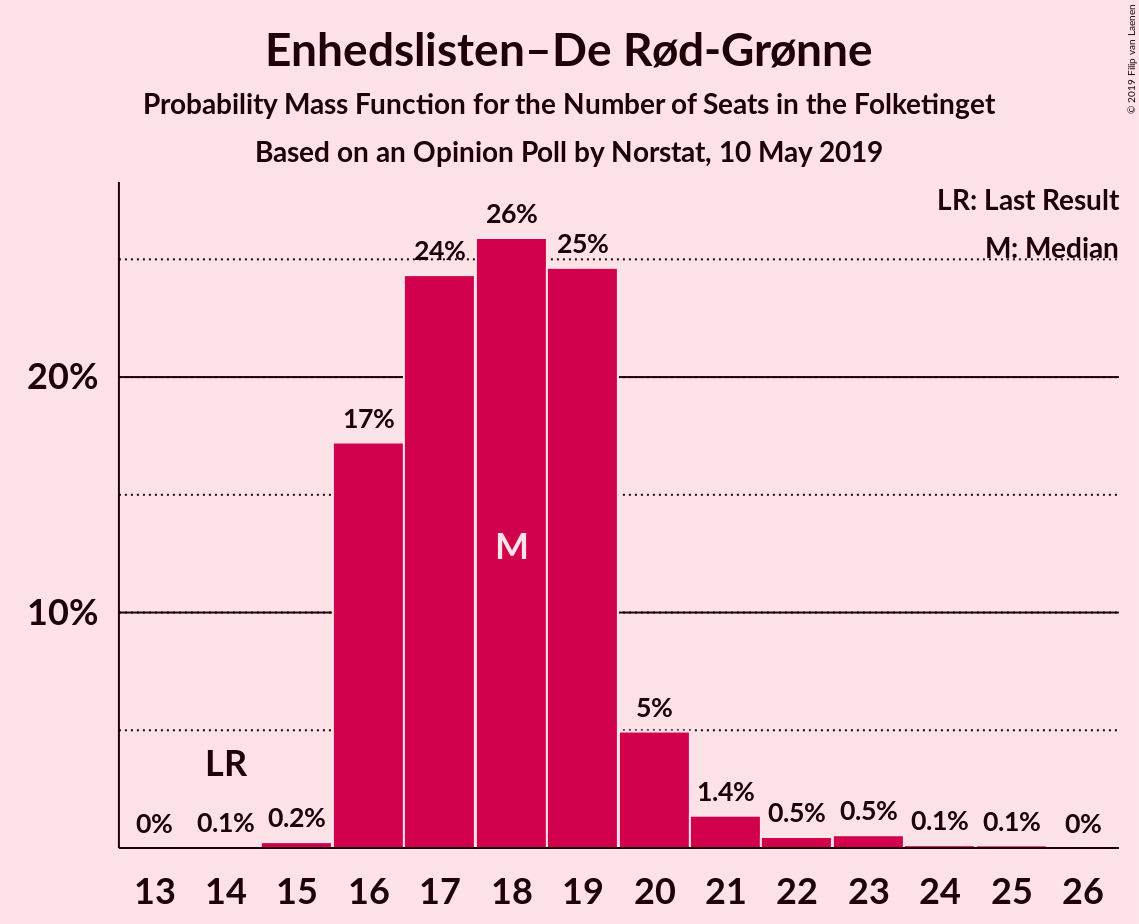 Enhedslisten–De Rød-Grønne
Probability Mass Function for the Number of Seats in the Folketinget
Based on an Opinion Poll by Norstat, 10 May 2019
© 2019 Filip van Laenen
LR: Last Result
M: Median
26%
25%
24%
20%
17%
M
10%
5%
LR
1.4%
0.5%
0.5%
0.2%
0%
0.1%
0.1%
0.1%
0%
13 14 15 16 17 18 19 20 21 22 23 24 25 26